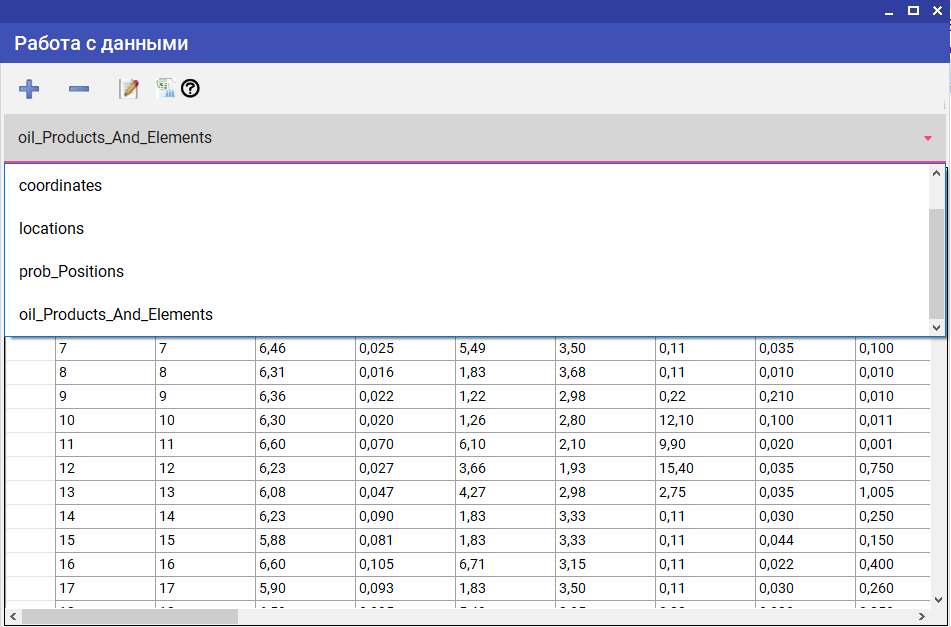 Работа с данными
oil_Products_And_Elements
coordinates
locations
prob_Positions
oil_Products_And_Elements
7 7 6,46 0,025 5,49 3,50 0,11 0,035 0,100
8 8 6,31 0,016 1,83 3,68 0,11 0,010 0,010
9 9 6,36 0,022 1,22 2,98 0,22 0,210 0,010
10 10 6,30 0,020 1,26 2,80 12,10 0,100 0,011
11 11 6,60 0,070 6,10 2,10 9,90 0,020 0,001
12 12 6,23 0,027 3,66 1,93 15,40 0,035 0,750
13 13 6,08 0,047 4,27 2,98 2,75 0,035 1,005
14 14 6,23 0,090 1,83 3,33 0,11 0,030 0,250
15 15 5,88 0,081 1,83 3,33 0,11 0,044 0,150
16 16 6,60 0,105 6,71 3,15 0,11 0,022 0,400
17 17 5,90 0,093 1,83 3,50 0,11 0,030 0,260